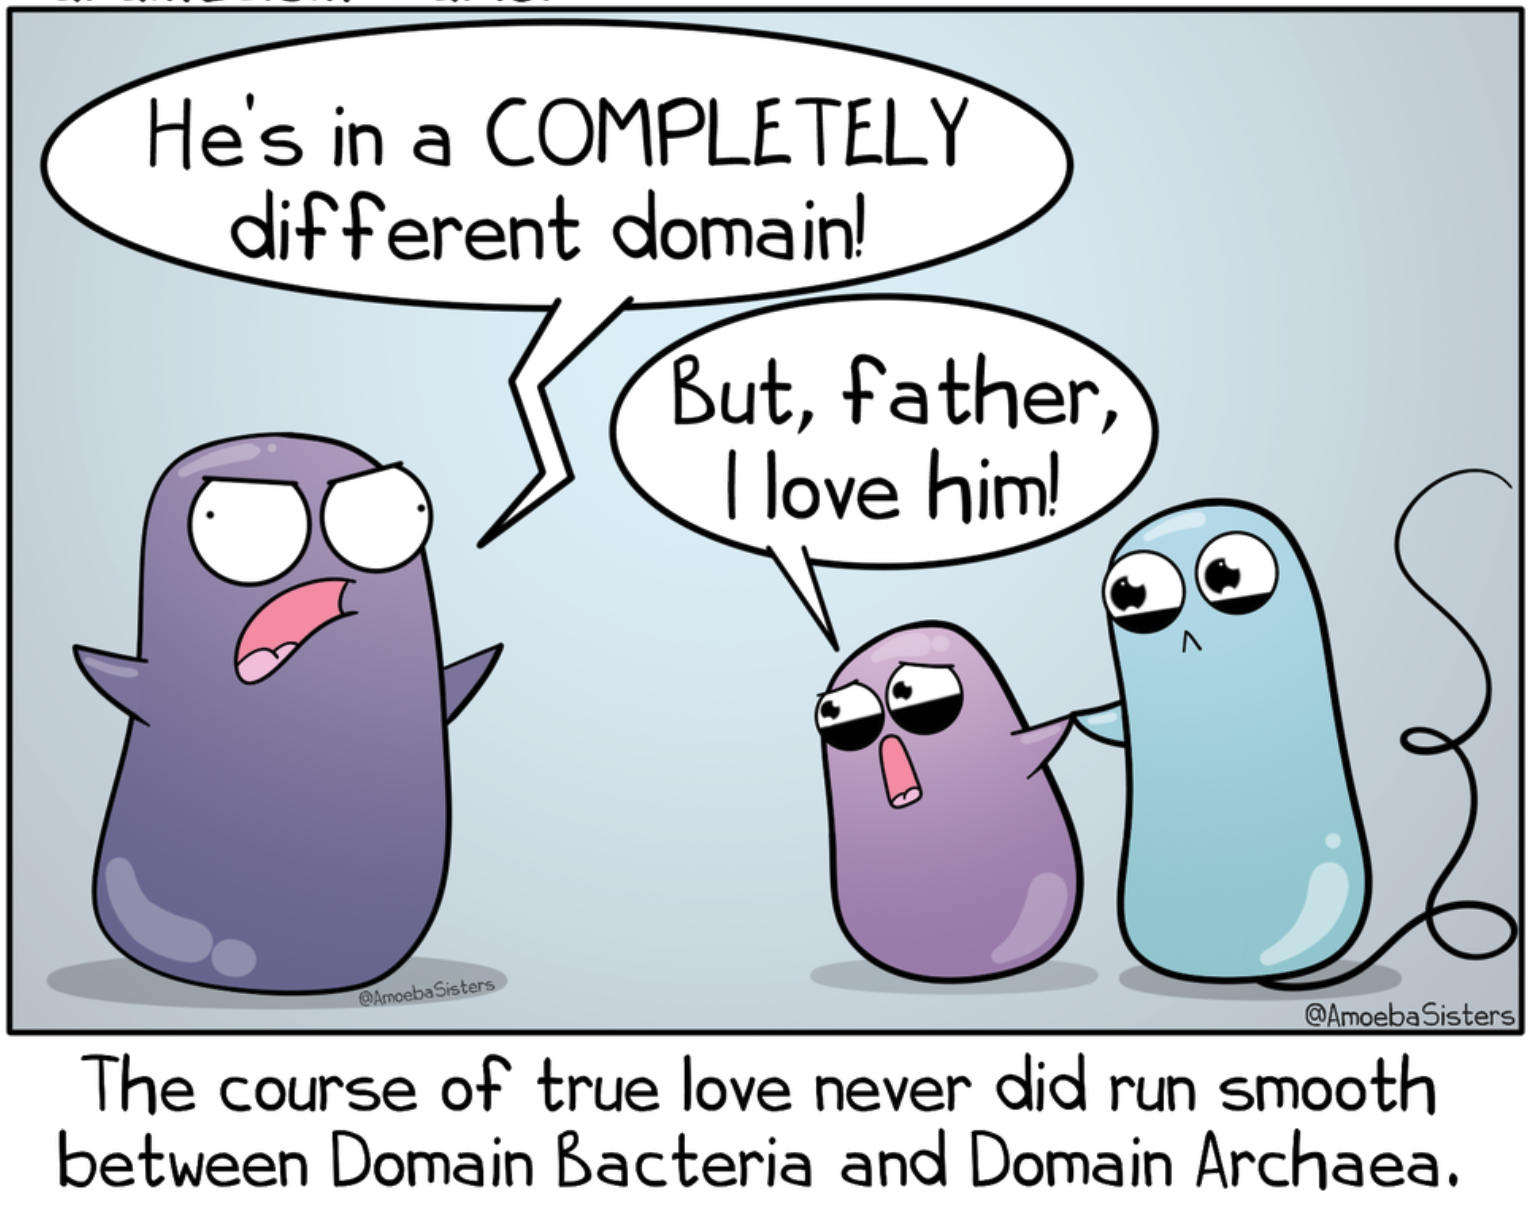 He's in a COMPLETELY
different domain!
But, father,
I love him!
@AmoebaSisters
@AmoebaSisters
The course of true love never did run smooth
between Domain Bacteria and Domain Archaea.